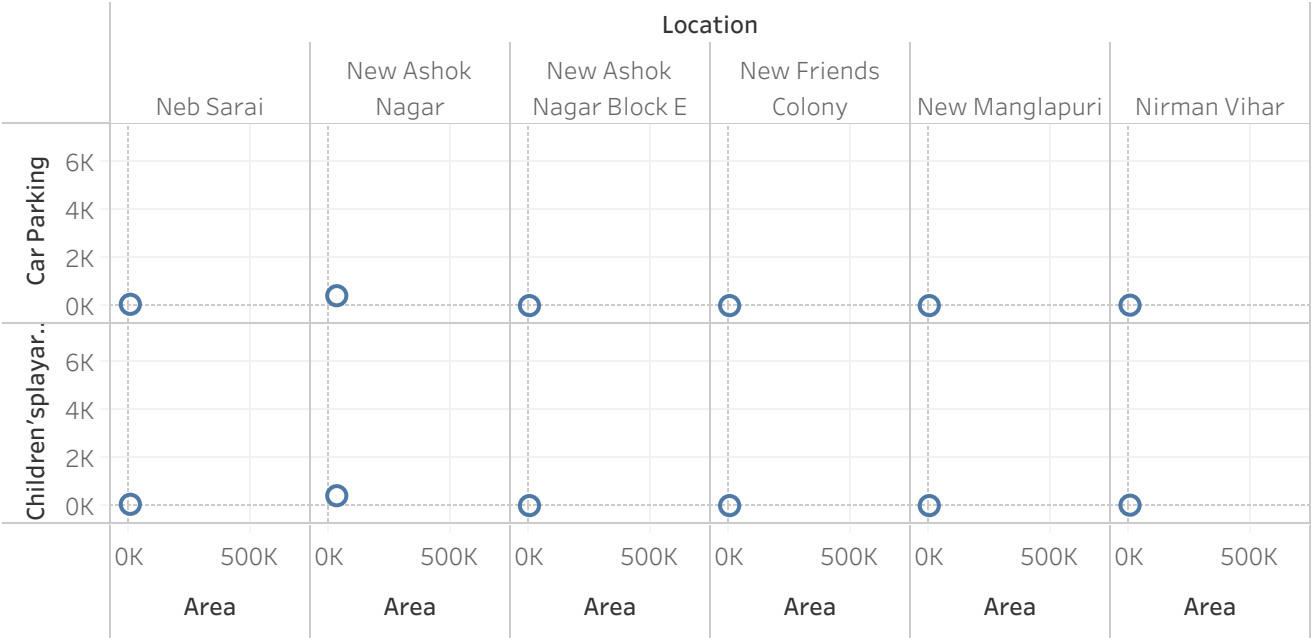 Location
Neb Sarai
New Ashok
Nagar
New Ashok
Nagar Block E
New Friends
Colony
New Manglapuri
Nirman Vihar
Car Parking
6K
4K
2K
0K
Children'splayar..
6K
4K
2K
0K
0K 500K 0K 500K 0K 500K 0K 500K 0K 500K 0K 500K
Area Area Area Area Area Area